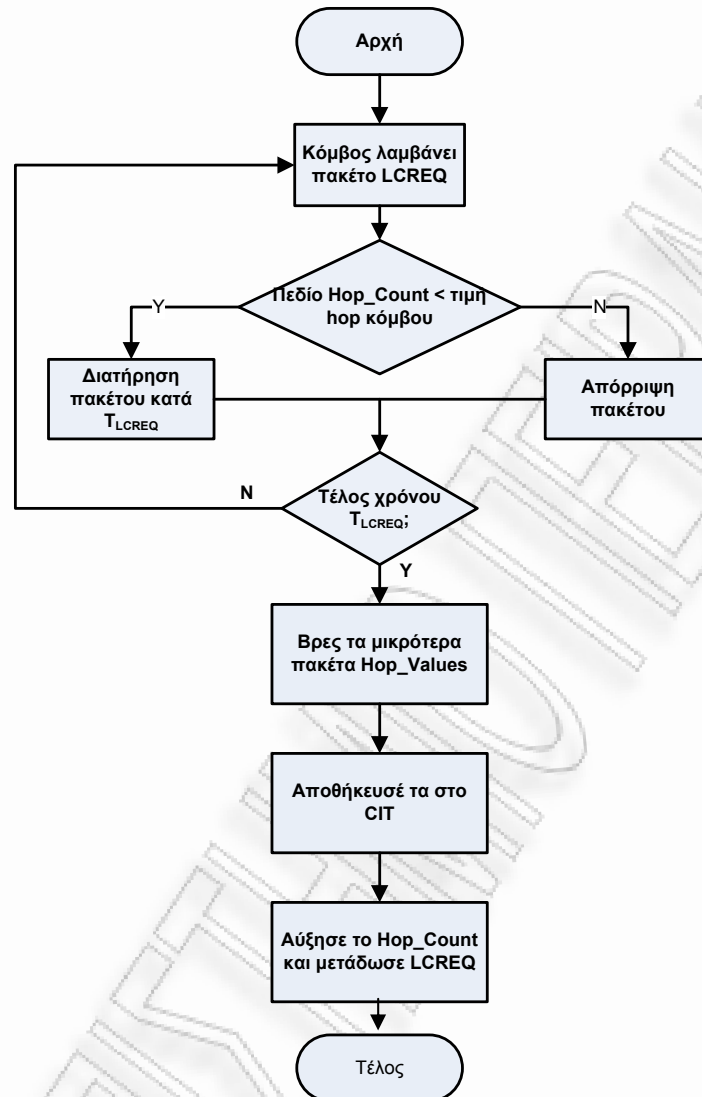 Αρχή
Κόμβος λαμβάνει
πακέτο LCREQ
Πεδίο Hop_Count < τιμή
hop κόμβου
Y
N
Διατήρηση
πακέτου κατά
TLCREQ
Απόρριψη
πακέτου
Τέλος χρόνου
TLCREQ;
N
Y
Βρες τα μικρότερα
πακέτα Hop_Values
Αποθήκευσέ τα στο
CIT
Αύξησε το Hop_Count
και μετάδωσε LCREQ
Τέλος